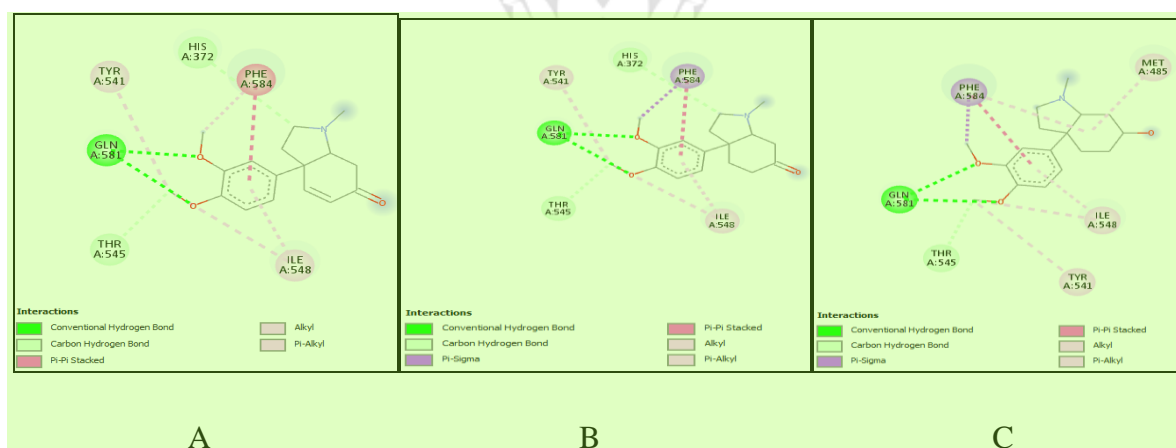 HIS
A:372
TYR
A:541
PHE
A:584
GLN
A:581
N
O
O
O
THR
A:545
ILE
A:548
Interactions
Conventional Hydrogen Bond
Carbon Hydrogen Bond
Pi-Pi Stacked
Alkyl
Pi-Alkyl
A
HIS
A:372
TYR
A:541
PHE
A:584
GLN
A:581
N
O
O
O
THR
A:545
ILE
A:548
Interactions
Conventional Hydrogen Bond
Carbon Hydrogen Bond
Pi-Sigma
Pi-Pi Stacked
Alkyl
Pi-Alkyl
B
MET
A:485
PHE
A:584
N
O
O
O
GLN
A:581
ILE
A:548
THR
A:545
TYR
A:541
Interactions
Conventional Hydrogen Bond
Carbon Hydrogen Bond
Pi-Sigma
Pi-Pi Stacked
Alkyl
Pi-Alkyl
C